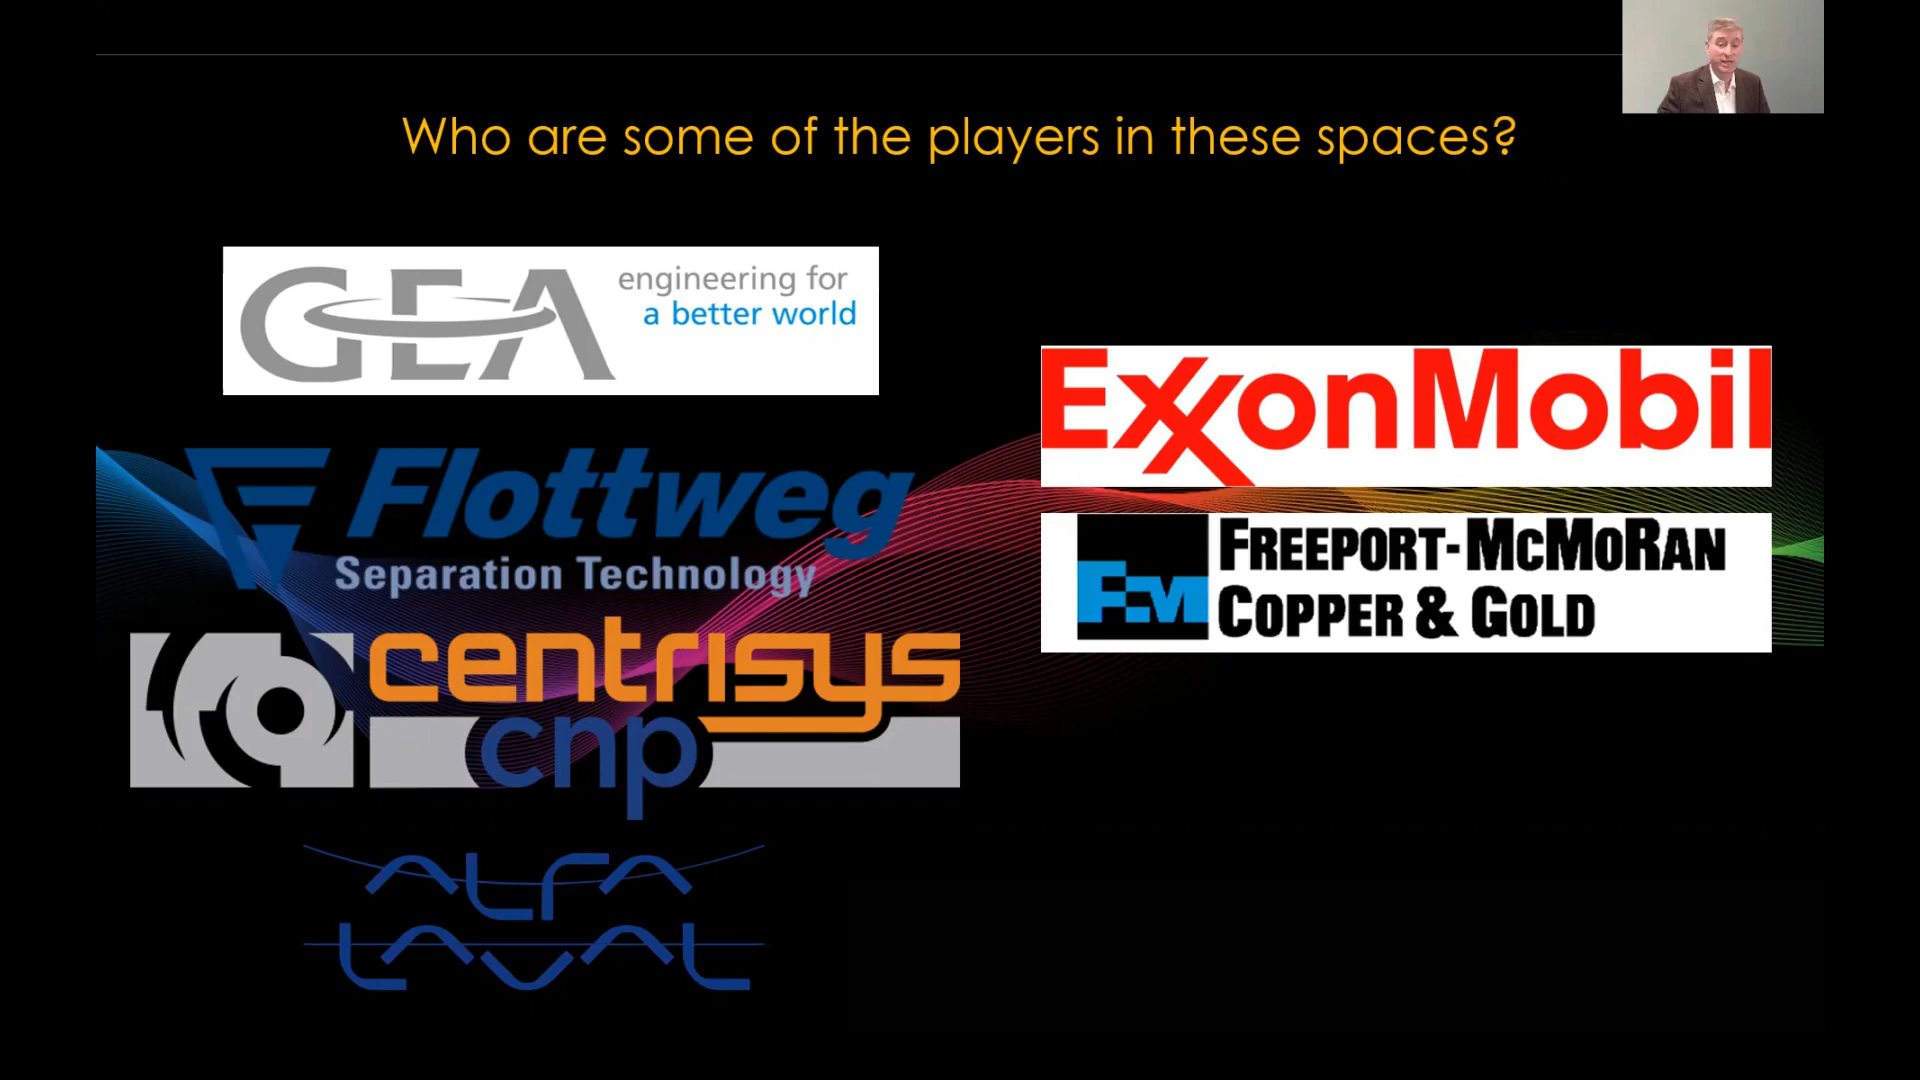 Who are some of the players in these spaces?
GEA
engineering for
a better world
Flottweg
Separation Technology
centrisys
cnp
ALFA
LAVAL
ExxonMobil
FM
FREEPORT-MCMORAN
COPPER & GOLD